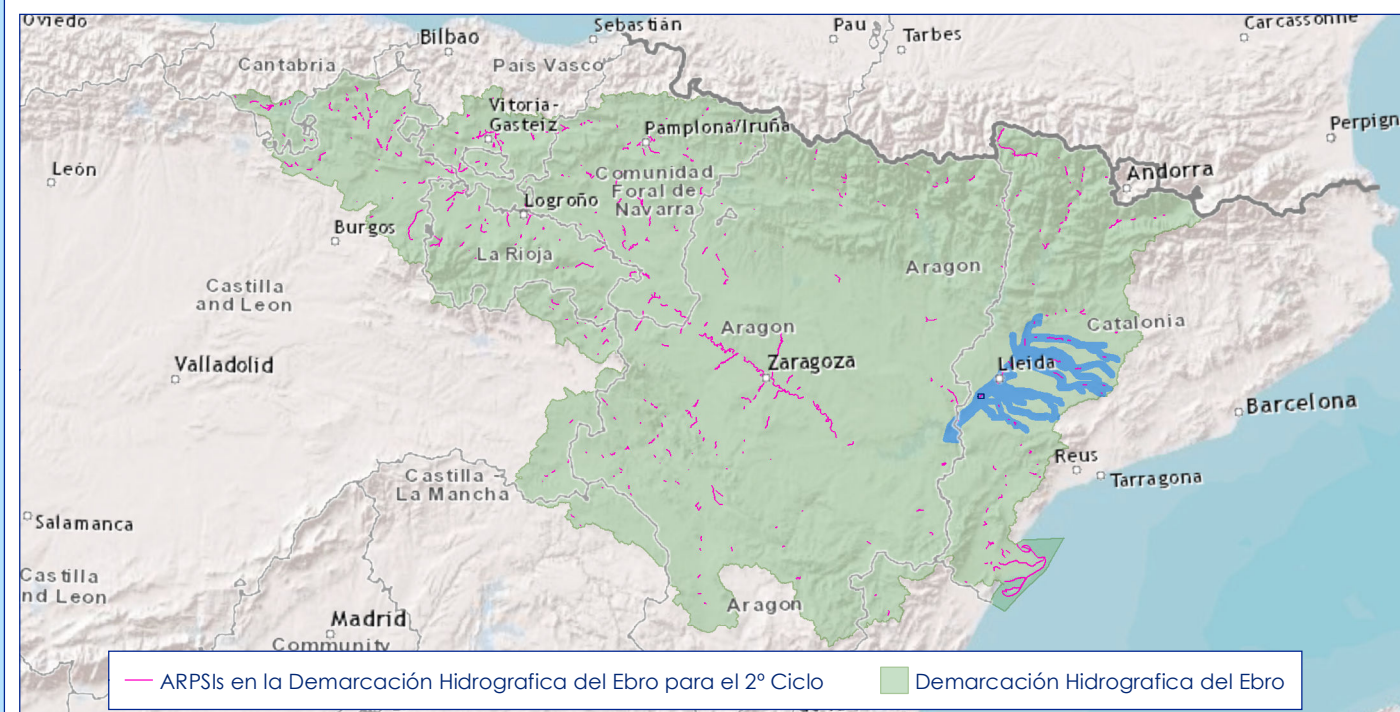 Oviedo
Sebastián
Pau
Carcassonne
Bilbao
Tarbes
Cantabria
País Vasco
Vitoria-
Gasteiz
Pamplona/Iruña
Perpign
León
Comunidad
Foral de
Navarra
Andorra
Logroño
Burgos
La Rioja
Aragon
Castilla
and Leon
Aragon
Catalonia
Valladolid
Zaragoza
Lleida
Barcelona
Reus
Castilla
La Mancha
Tarragona
Salamanca
Castilla
nd Leon
Aragon
Madrid
Community
ARPSIs en la Demarcación Hidrografica del Ebro para el 2º Ciclo
Demarcación Hidrografica del Ebro